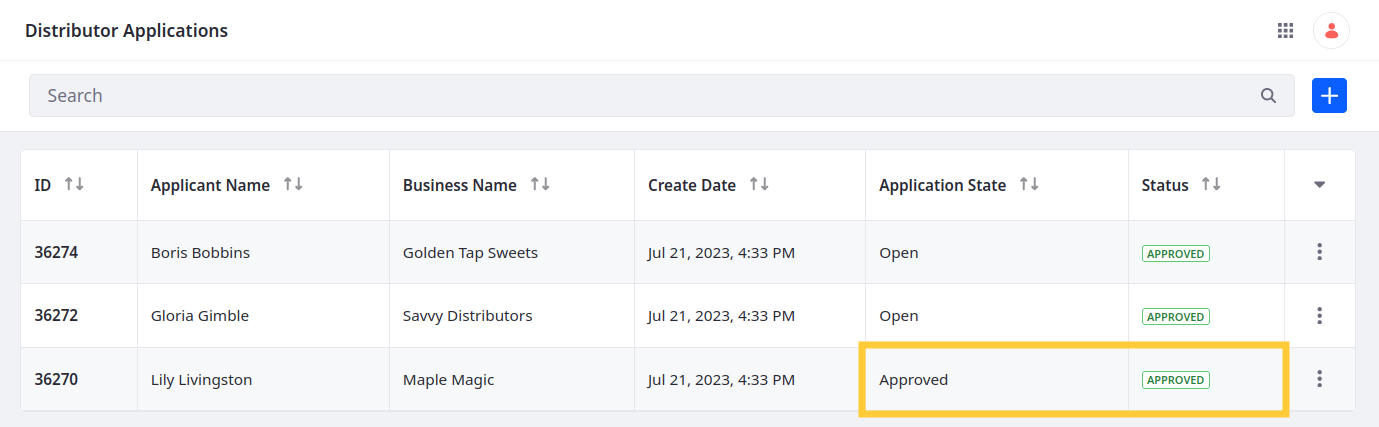 Distributor Applications
Search
ID Applicant Name Business Name Create Date Application State Status
36274 Boris Bobbins Golden Tap Sweets Jul 21, 2023, 4:33 PM Open APPROVED
36272 Gloria Gimble Savvy Distributors Jul 21, 2023, 4:33 PM Open APPROVED
36270 Lily Livingston Maple Magic Jul 21, 2023, 4:33 PM Approved APPROVED